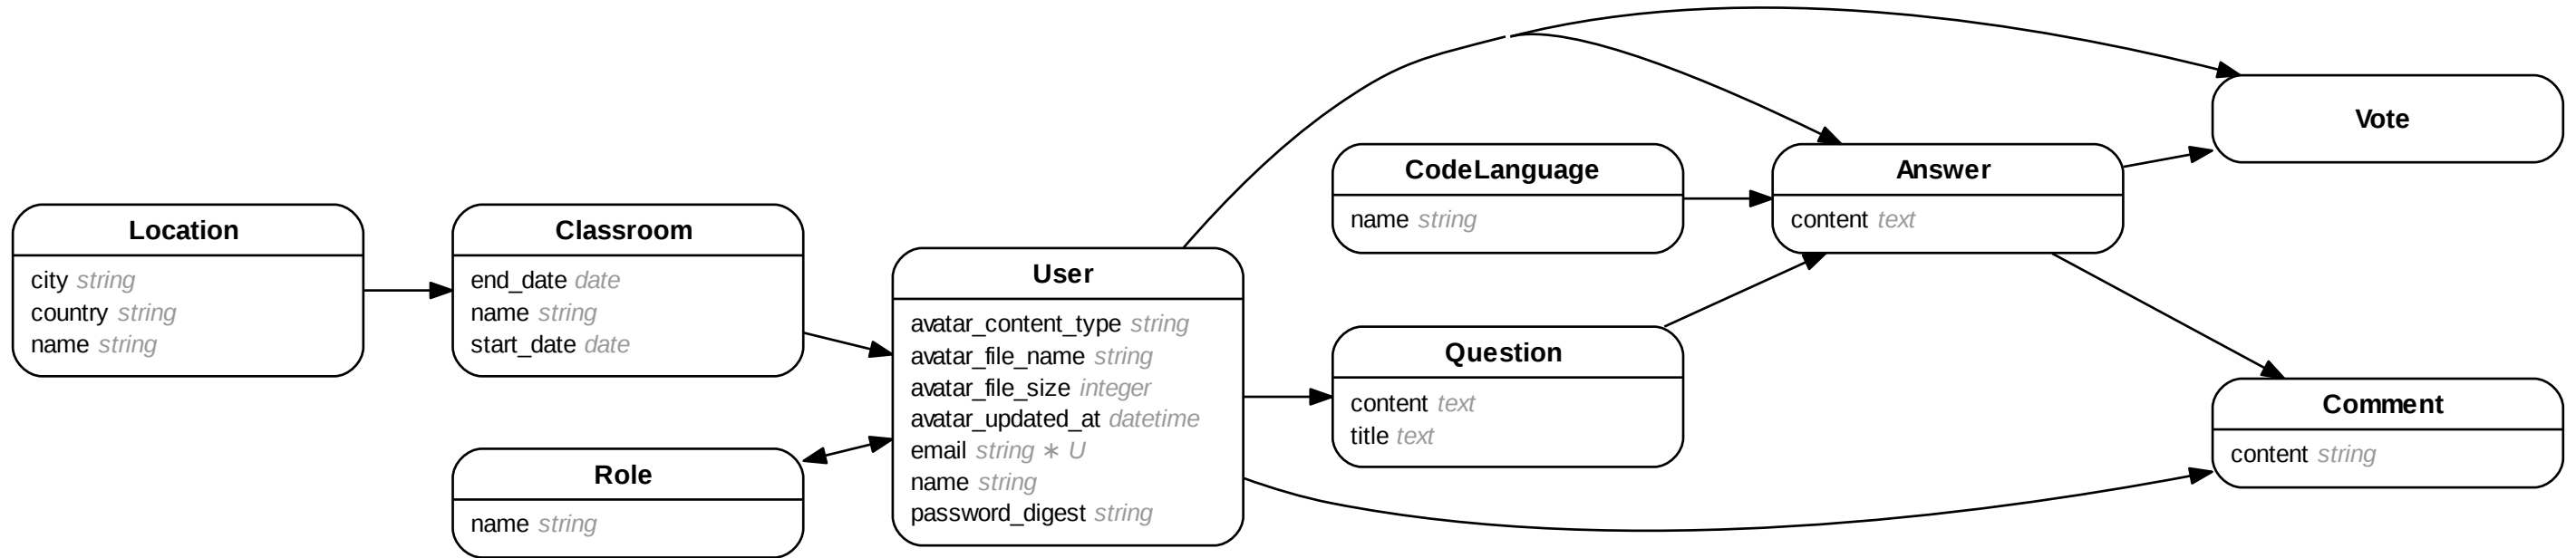 Location
city string
country string
name string
Classroom
end_date date
name string
start_date date
Role
name string
User
avatar_content_type string
avatar_file_name string
avatar_file_size integer
avatar_updated_at datetime
email string ∗ U
name string
password_digest string
CodeLanguage
name string
Question
content text
title text
Answer
content text
Vote
Comment
content string